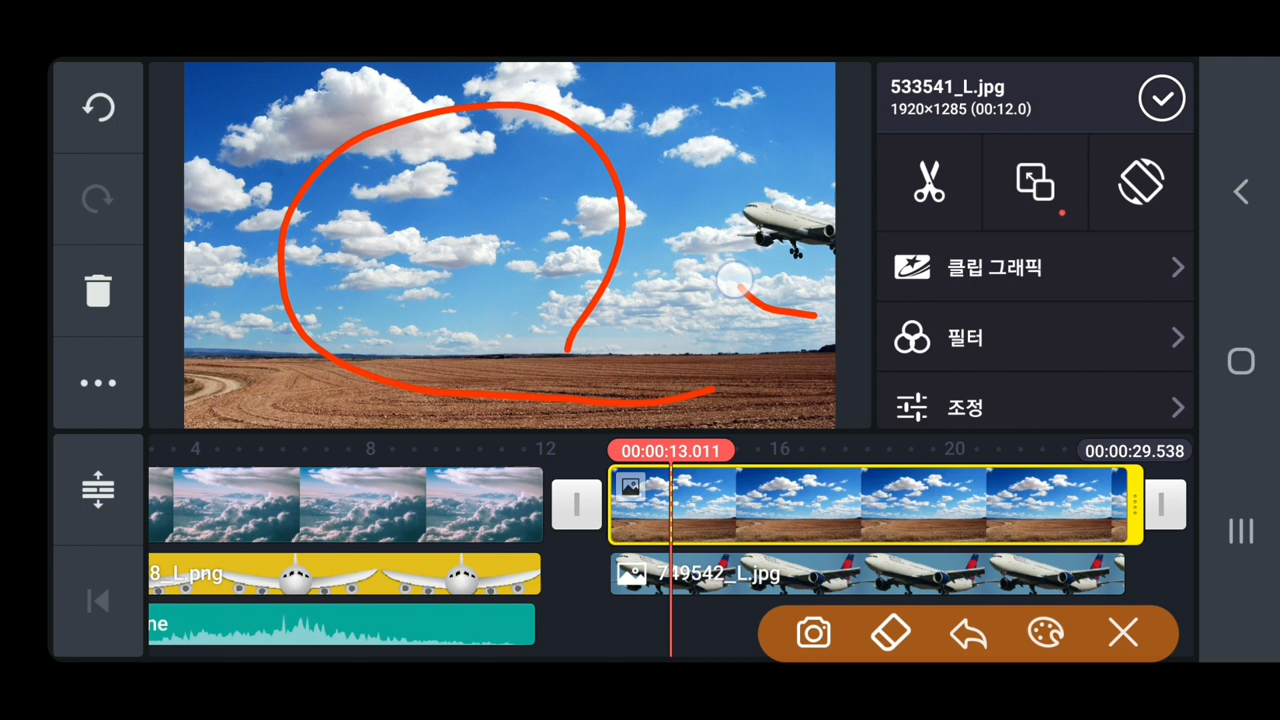 533541_L.jpg
1920×1285 (00:12.0)
클립 그래픽
필터
조정
4 8 12 16 20
00:00:13.011
00:00:29.538
8_L.png
749542_L.jpg
ne